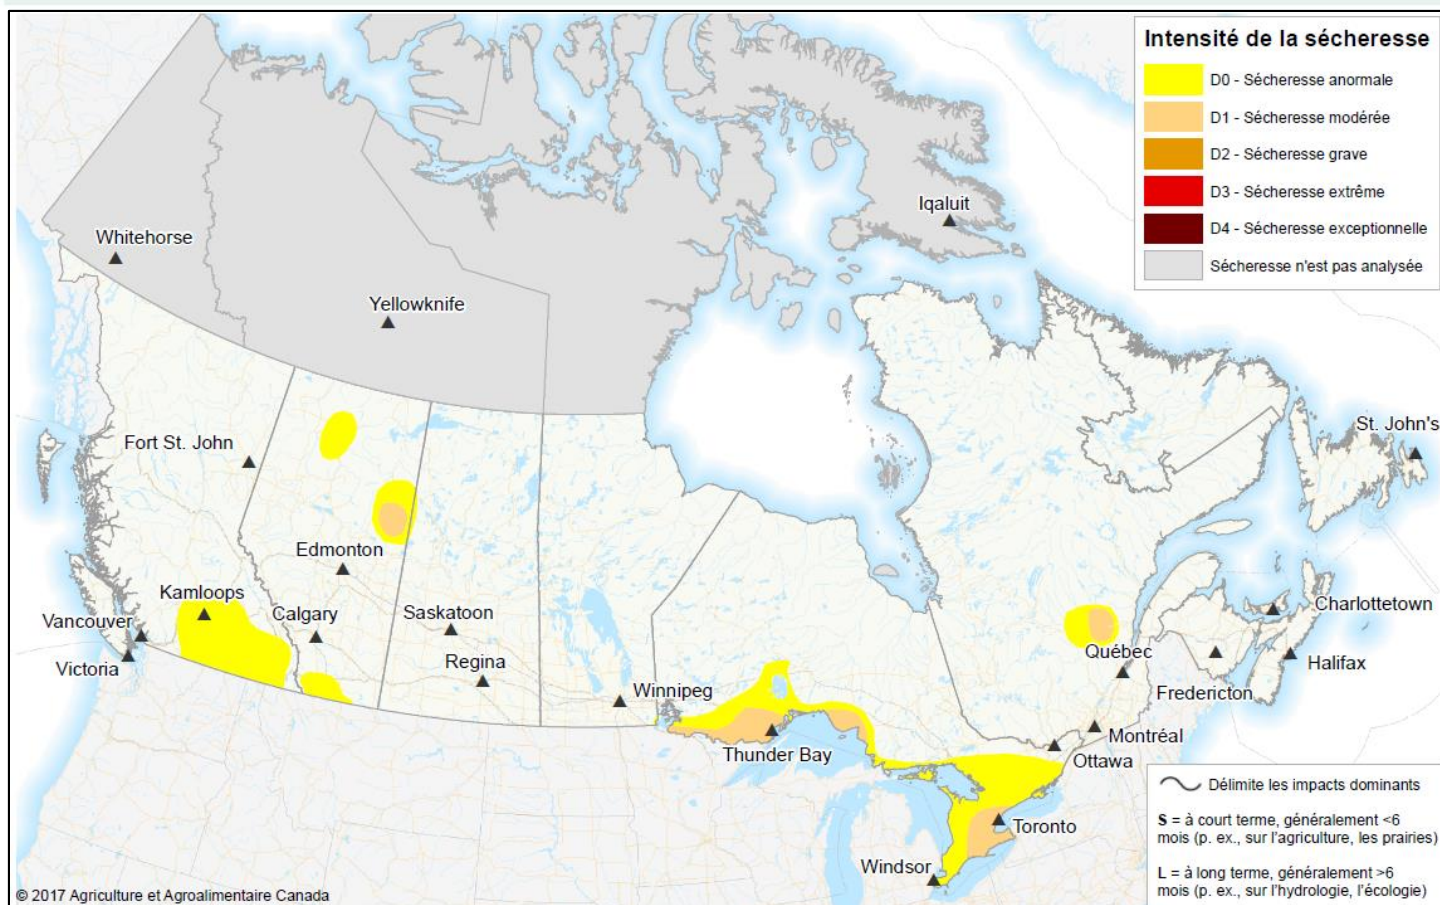 Intensité de la sécheresse
D0 - Sécheresse anormale
D1 - Sécheresse modérée
D2 - Sécheresse grave
D3 - Sécheresse extrême
D4 - Sécheresse exceptionnelle
Sécheresse n'est pas analysée
Iqaluit
Whitehorse
Yellowknife
St. John's
Fort St. John
Edmonton
Kamloops
Calgary
Saskatoon
Charlottetown
Vancouver
Québec
Victoria
Regina
Halifax
Winnipeg
Fredericton
Montréal
Thunder Bay
Ottawa
Toronto
Windsor
Délimite les impacts dominants
S = à court terme, généralement <6
mois (p. ex., sur l'agriculture, les prairies)
L = à long terme, généralement >6
mois (p. ex., sur l'hydrologie, l'écologie)
© 2017 Agriculture et Agroalimentaire Canada